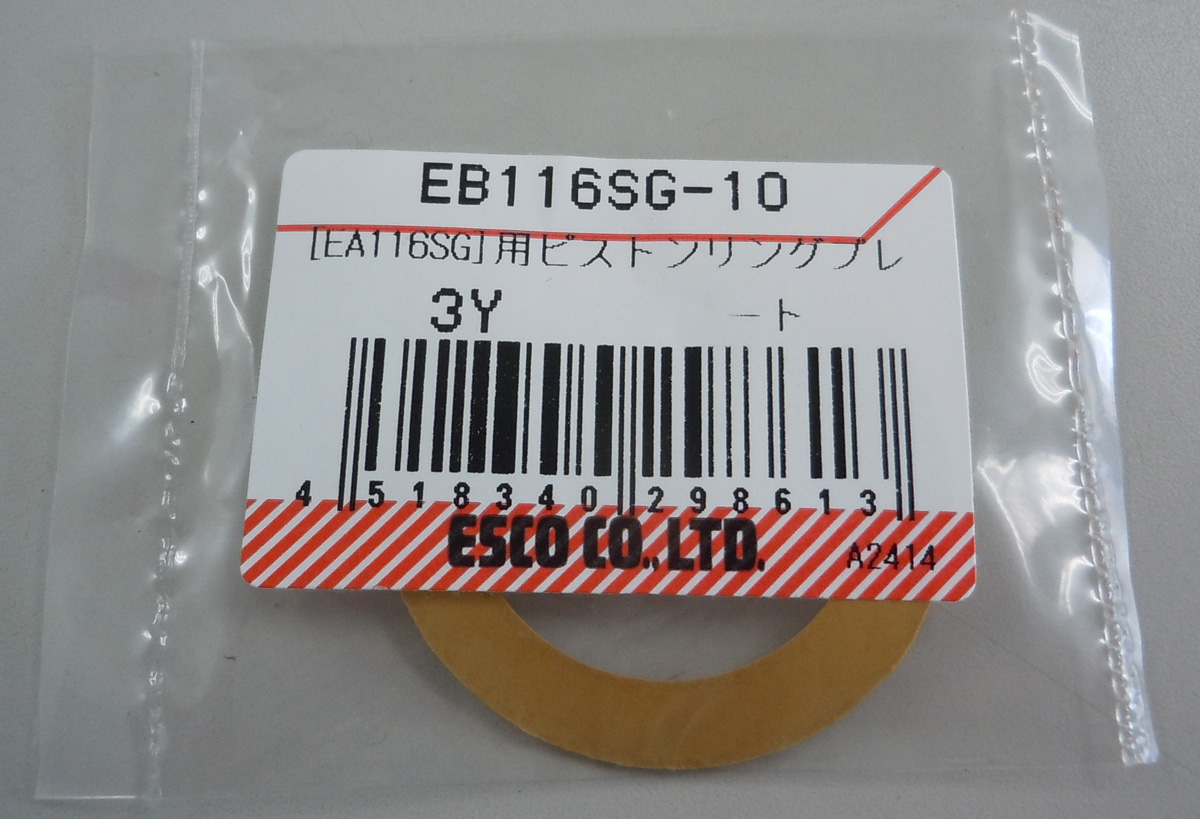 EB116SG-10
[EA116SG]用ピストンリングプレ
3Y ート
4 518340 298613
ESCO CO.,LTD.
A2414